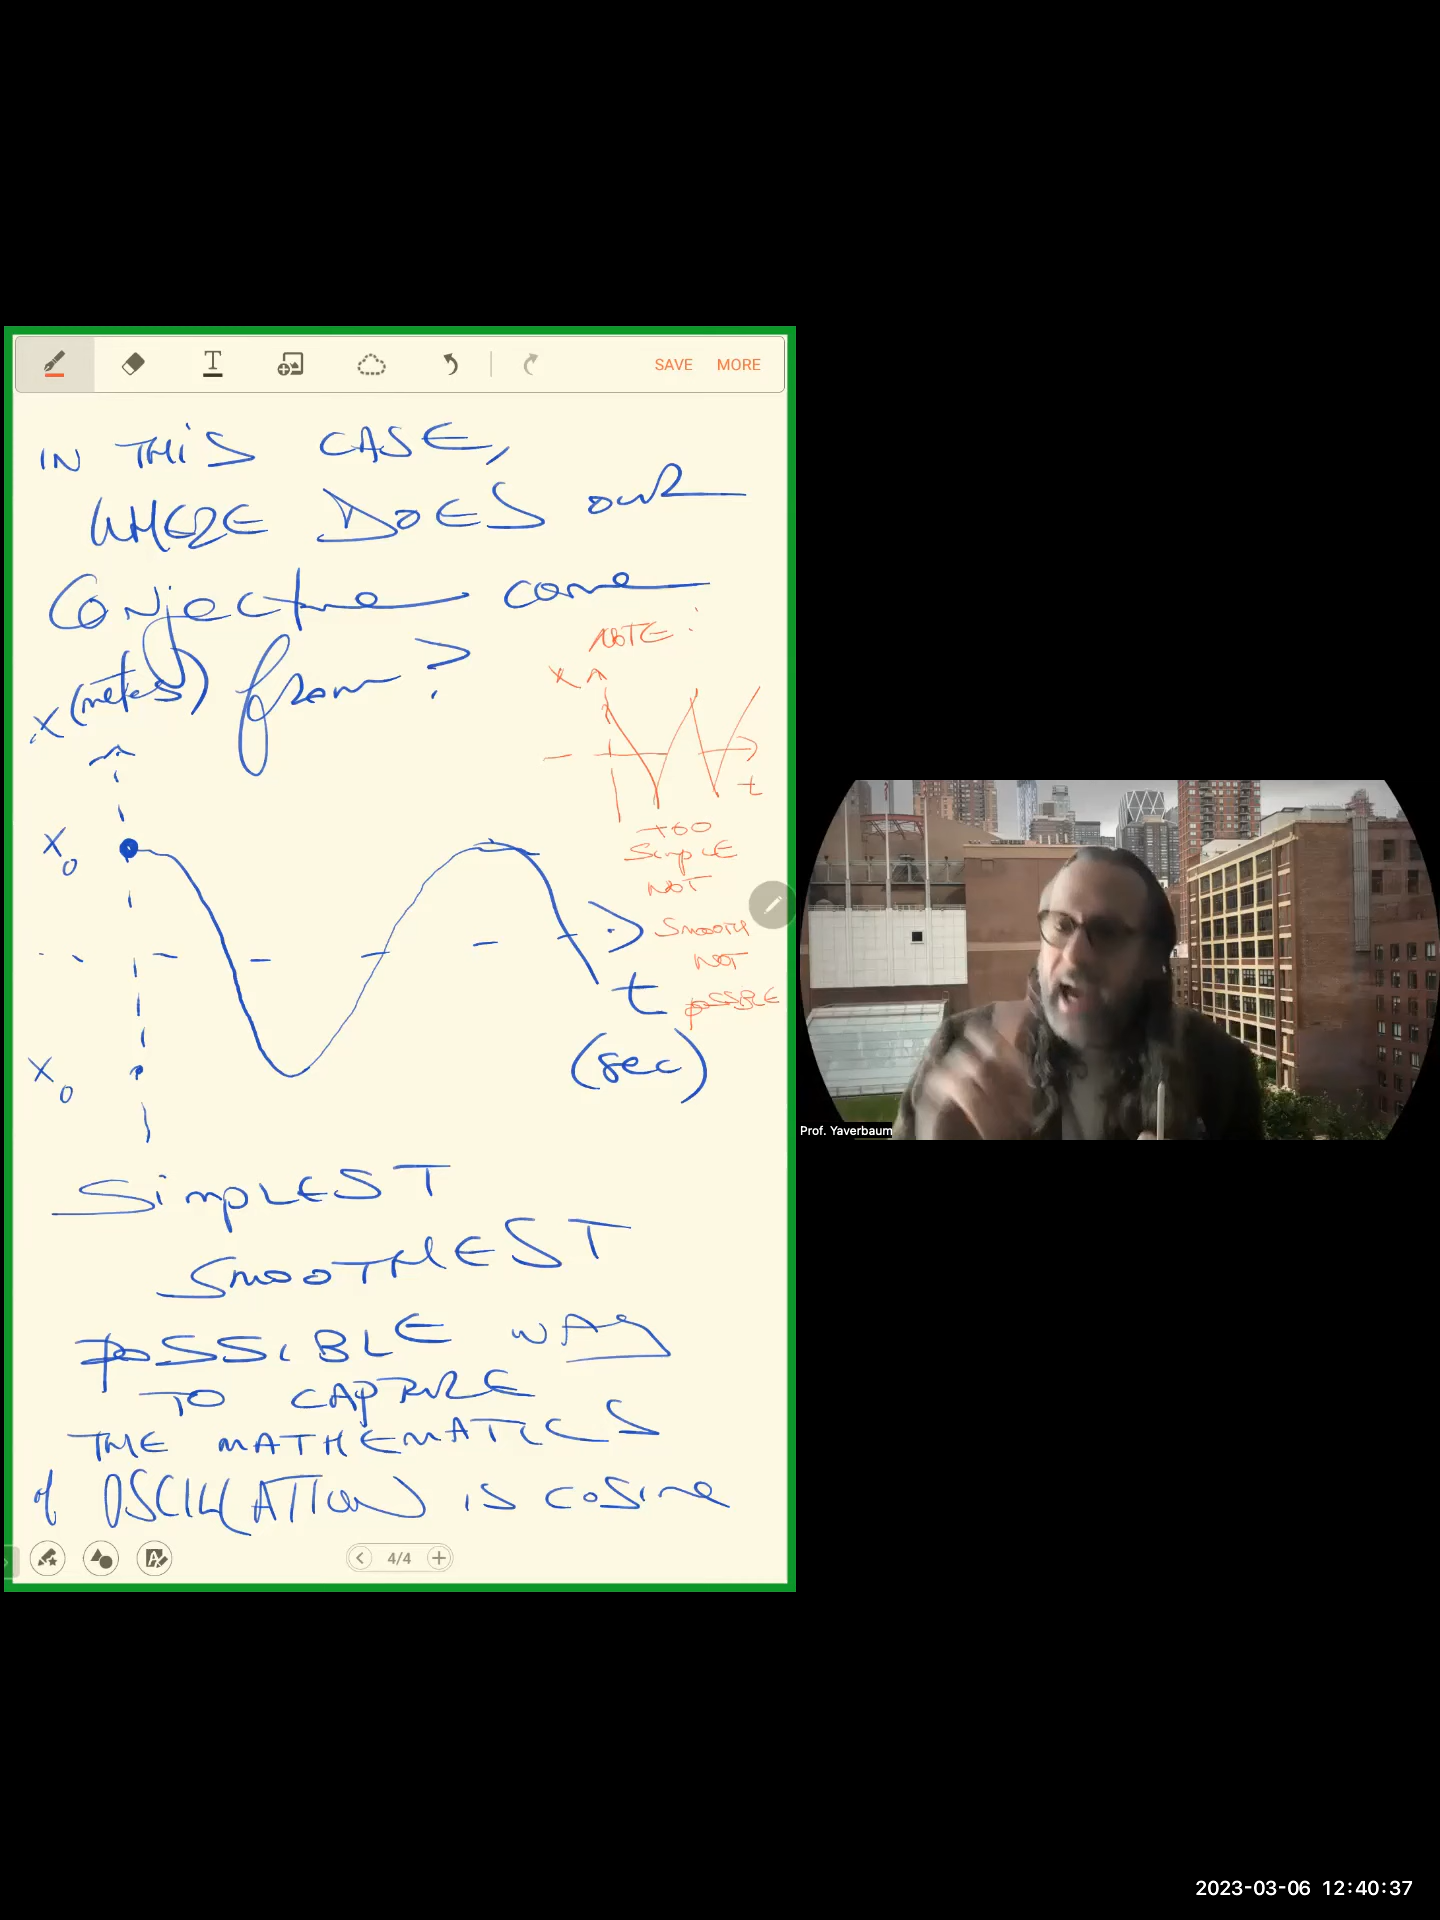 SAVE MORE
IN THIS CASE,
WHERE DOES our
Conjecture come
from?
x (meters)
x₀
t
(sec)
x₀
NOTE:
x
t
too
Simple
NOT
Smooth
NOT
possible
SimpLEST
SmOOTHEST
pOSSIBLE WAY
TO CAPTURE
THE MATHEMATICS
of OSCILLATION is cosine
4/4
Prof. Yaverbaum
2023-03-06 12:40:37